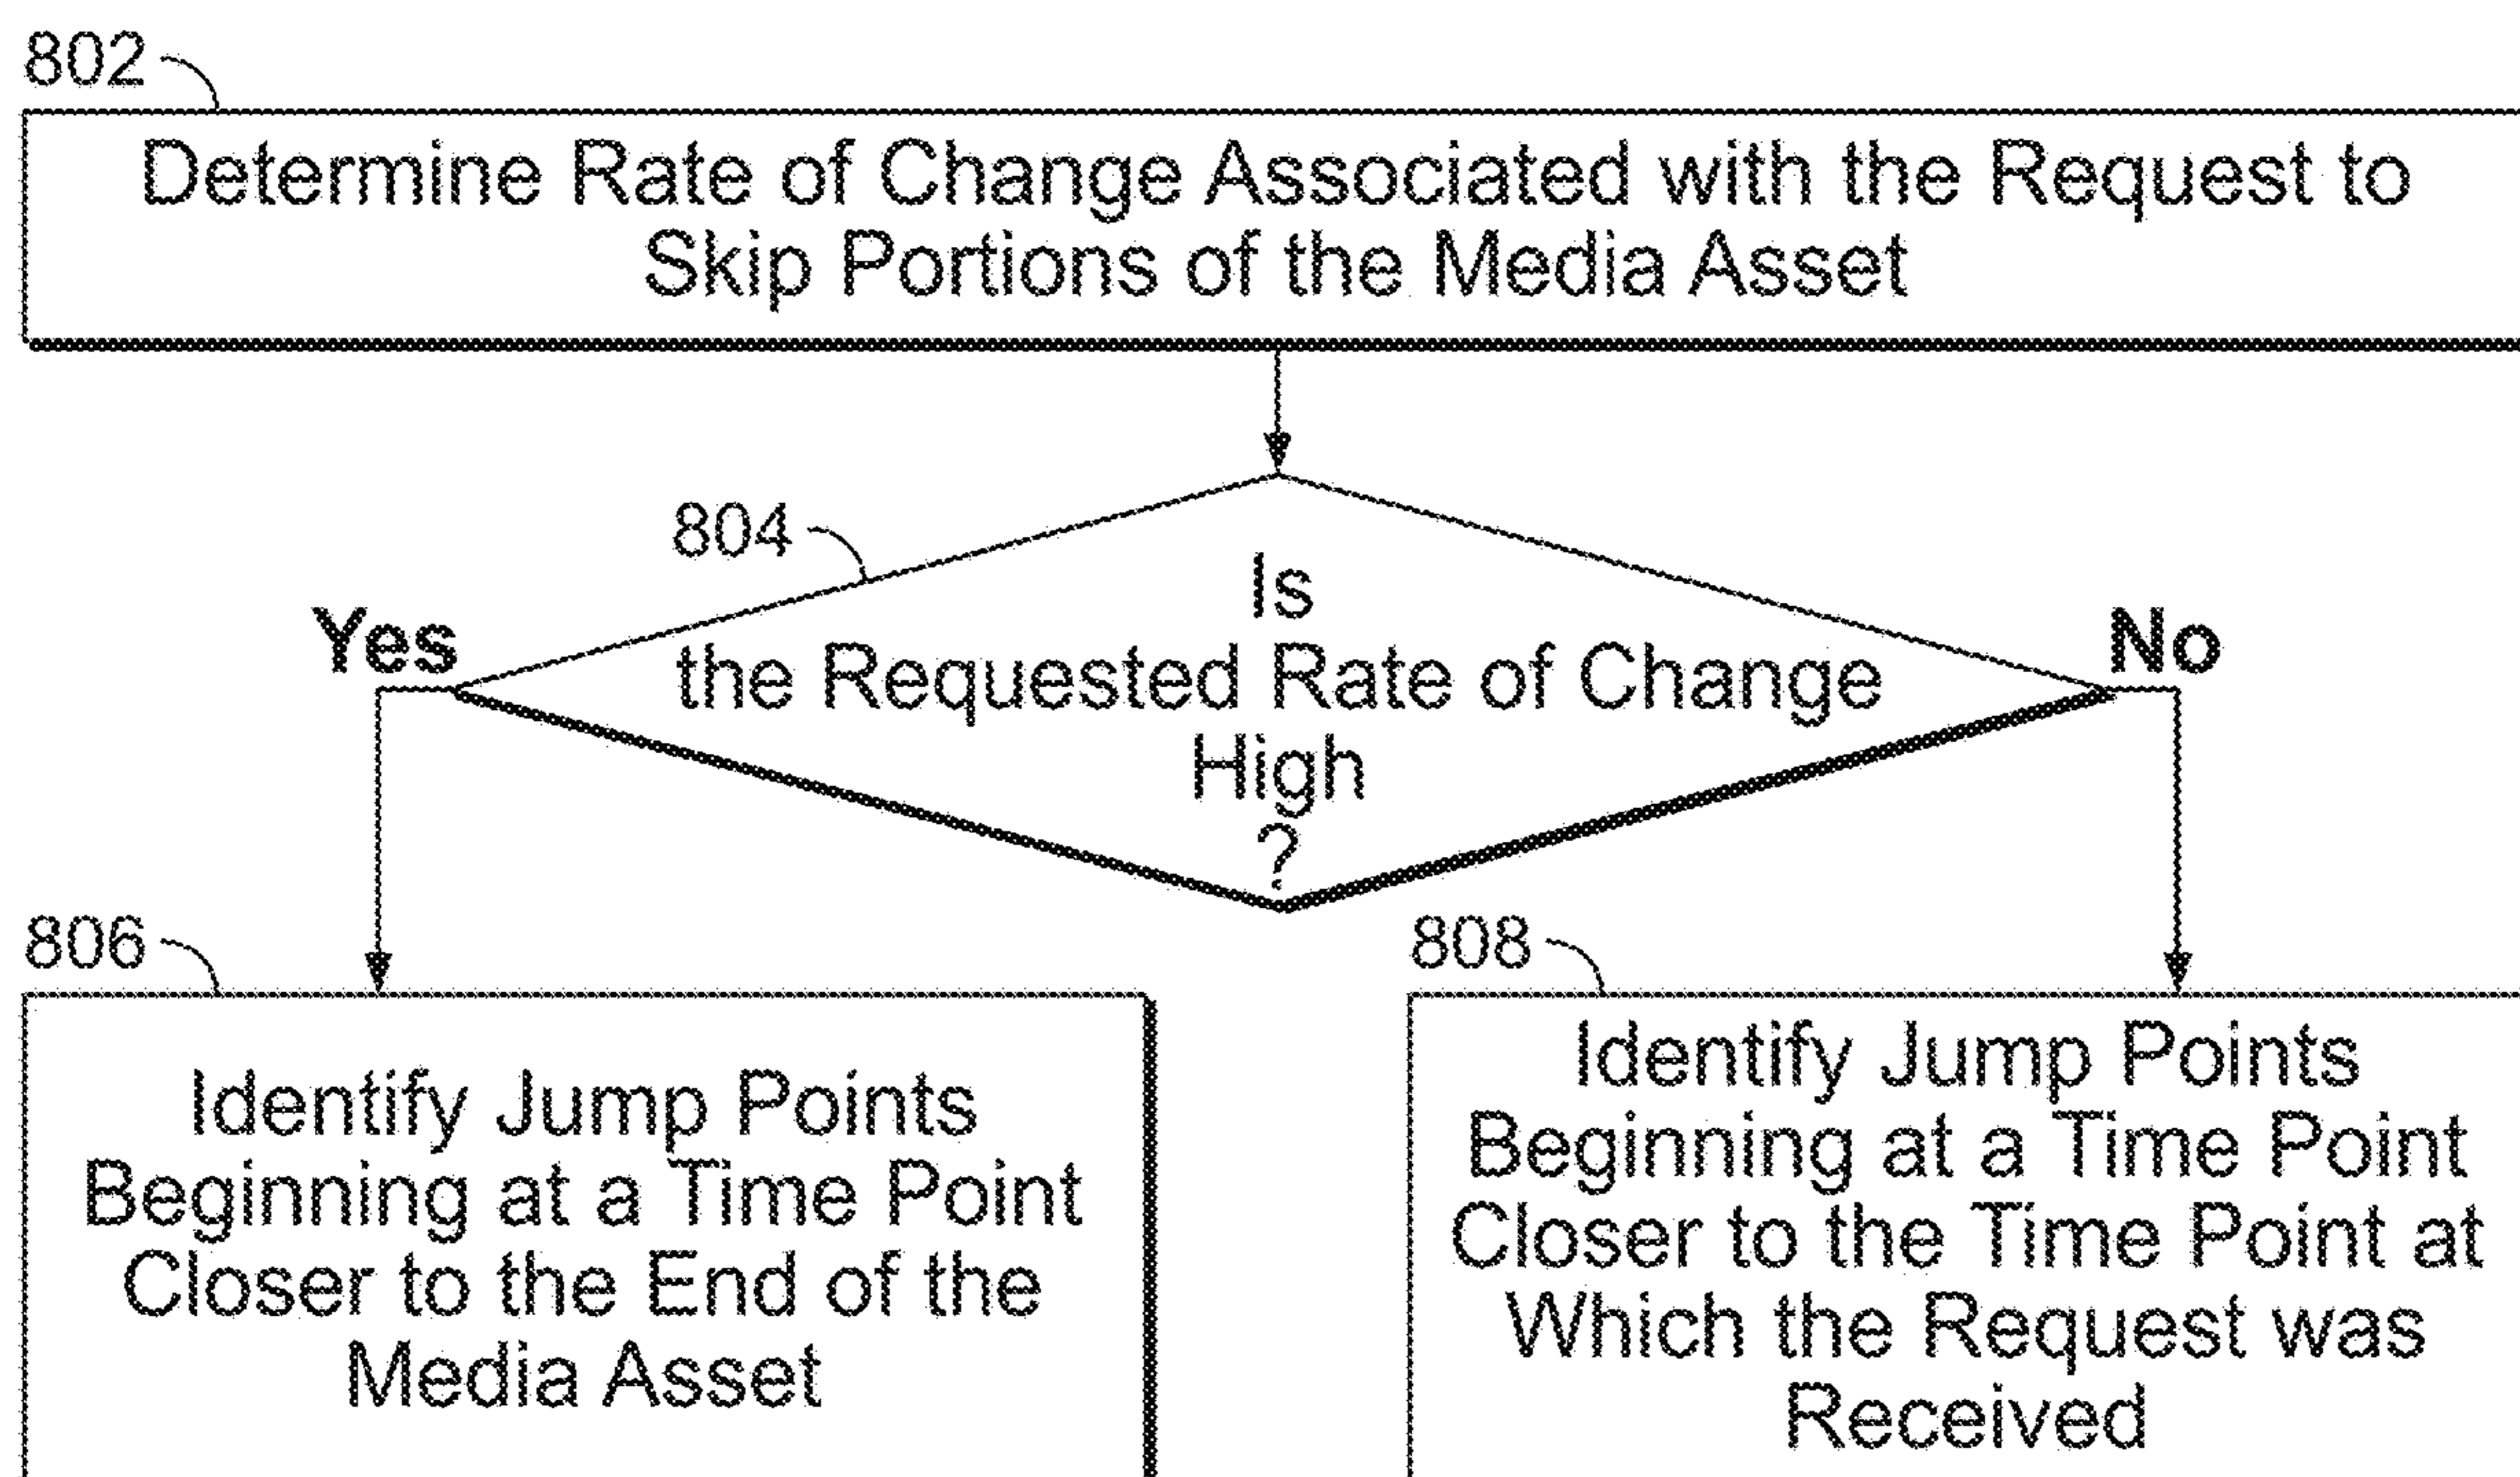 802
Determine Rate of Change Associated with the Request to
Skip Portions of the Media Asset
804
Is
the Requested Rate of Change
High
?
Yes
No
806
Identify Jump Points
Beginning at a Time Point
Closer to the End of the
Media Asset
808
Identify Jump Points
Beginning at a Time Point
Closer to the Time Point at
Which the Request was
Received